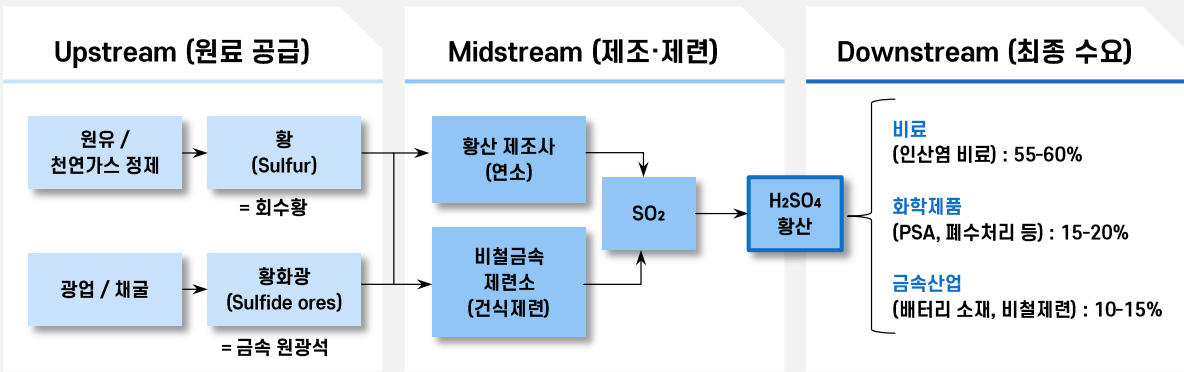 Upstream (원료 공급)
Midstream (제조·제련)
Downstream (최종 수요)
원유 /
천연가스 정제
황
(Sulfur)
= 회수황
광업 / 채굴
황화광
(Sulfide ores)
= 금속 원광석
황산 제조사
(연소)
비철금속
제련소
(건식제련)
SO₂
H₂SO₄
황산
비료
(인산염 비료) : 55-60%
화학제품
(PSA, 폐수처리 등) : 15-20%
금속산업
(배터리 소재, 비철제련) : 10-15%